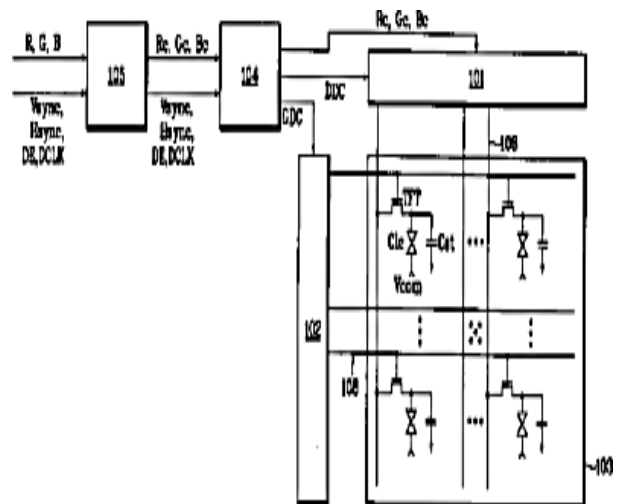 Rc, Gc, Bc
R, G, B
Rc, Gc, Bc
105
104
101
DDC
Vsync,
Hsync,
DE,DCLK
Vsync,
Hsync,
DE,DCLK
GDC
TFT
Clc
Cst
Vcom
102
108
103